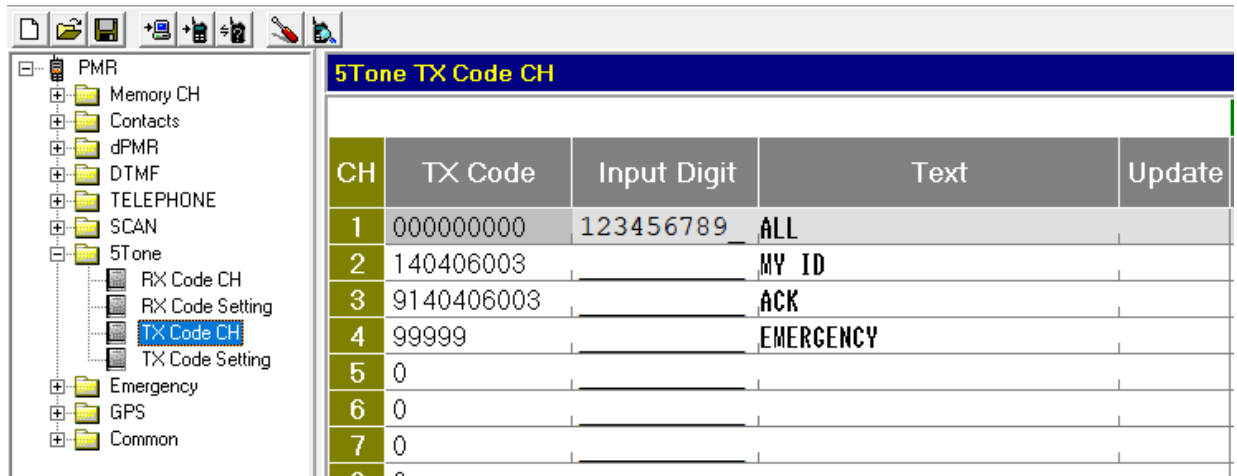 PMR
Memory CH
Contacts
dPMR
DTMF
TELEPHONE
SCAN
5Tone
RX Code CH
RX Code Setting
TX Code CH
TX Code Setting
Emergency
GPS
Common
5Tone TX Code CH
CH TX Code Input Digit Text Update
1 000000000 123456789_ ALL
2 140406003 MY ID
3 9140406003 ACK
4 99999 EMERGENCY
5 0
6 0
7 0